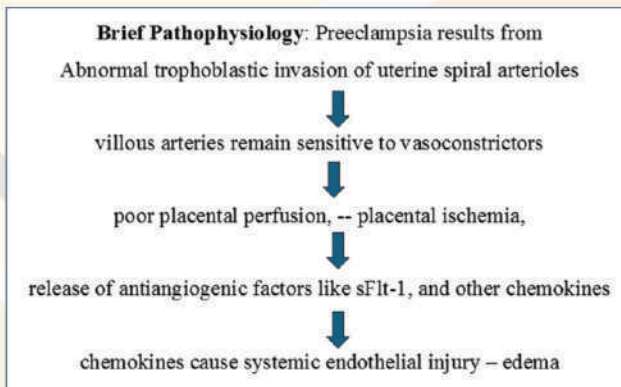 Brief Pathophysiology: Preeclampsia results from
Abnormal trophoblastic invasion of uterine spiral arterioles
villous arteries remain sensitive to vasoconstrictors
poor placental perfusion, -- placental ischemia,
release of antiangiogenic factors like sFlt-1, and other chemokines
chemokines cause systemic endothelial injury – edema